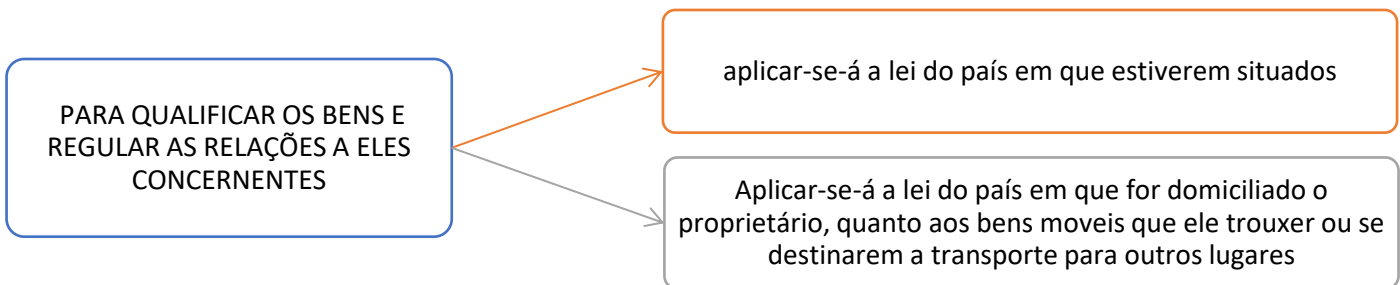 PARA QUALIFICAR OS BENS E
REGULAR AS RELAÇÕES A ELES
CONCERNENTES
aplicar-se-á a lei do país em que estiverem situados
Aplicar-se-á a lei do país em que for domiciliado o
proprietário, quanto aos bens moveis que ele trouxer ou se
destinarem a transporte para outros lugares